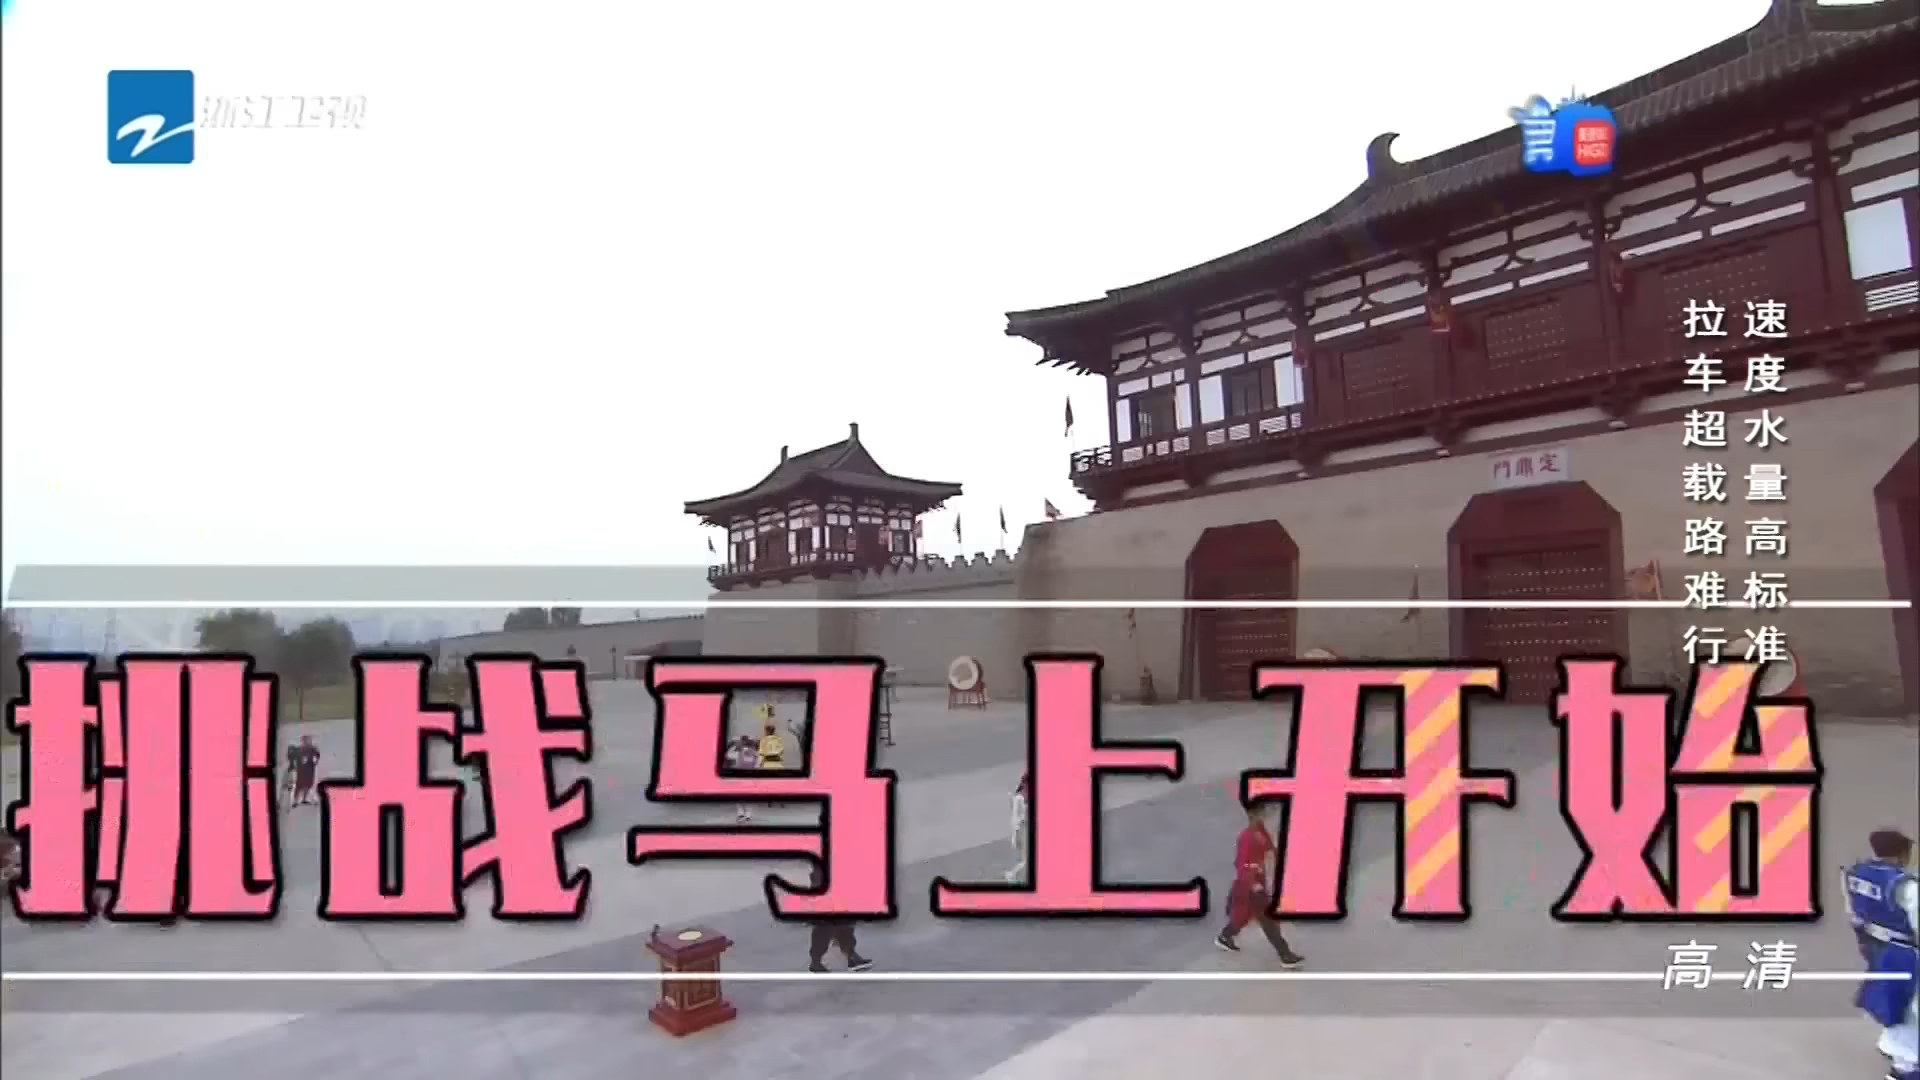 浙江卫视
速度水量高标准
拉车超载路难行
門鼎定
挑战马上开始
高清